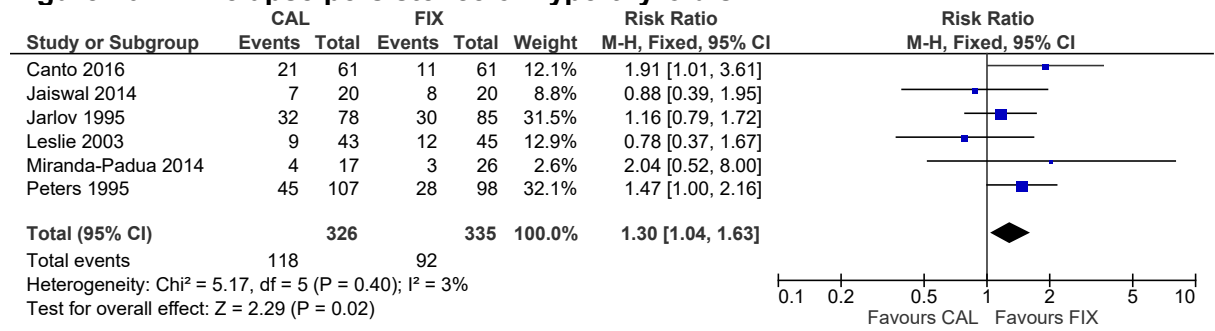 CAL FIX Risk Ratio Risk Ratio
Study or Subgroup Events Total Events Total Weight M-H, Fixed, 95% CI M-H, Fixed, 95% CI
Canto 2016 21 61 11 61 12.1% 1.91 [1.01, 3.61]
Jaiswal 2014 7 20 8 20 8.8% 0.88 [0.39, 1.95]
Jarlov 1995 32 78 30 85 31.5% 1.16 [0.79, 1.72]
Leslie 2003 9 43 12 45 12.9% 0.78 [0.37, 1.67]
Miranda-Padua 2014 4 17 3 26 2.6% 2.04 [0.52, 8.00]
Peters 1995 45 107 28 98 32.1% 1.47 [1.00, 2.16]
Total (95% CI) 326 335 100.0% 1.30 [1.04, 1.63]
Total events 118 92
Heterogeneity: Chi² = 5.17, df = 5 (P = 0.40); I² = 3%
Test for overall effect: Z = 2.29 (P = 0.02)
0.1 0.2 0.5 1 2 5 10
Favours CAL Favours FIX